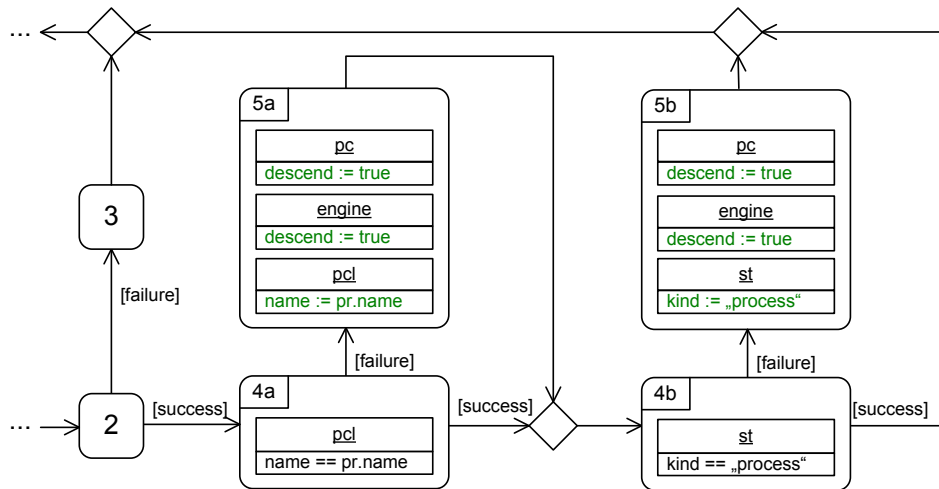 ...
5a
pc
descend := true
engine
descend := true
pcl
name := pr.name
5b
pc
descend := true
engine
descend := true
st
kind := „process“
3
[failure]
[failure]
[failure]
4a
pcl
name == pr.name
4b
st
kind == „process“
...
2
[success]
[success]
[success]